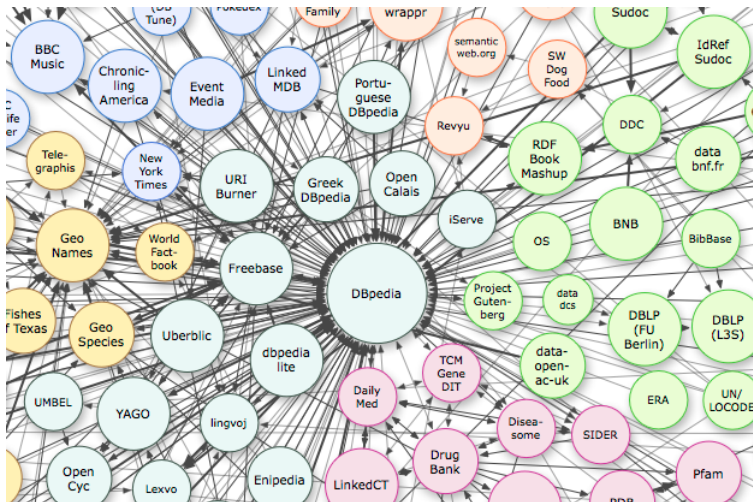 (DB
Tune)
Pokedex
Family
wrappr
Sudoc
IdRef
Sudoc
BBC
Music
Chronic-
ling
America
Event
Media
Linked
MDB
Portu-
guese
DBpedia
semantic
web.org
SW
Dog
Food
Revyu
RDF
Book
Mashup
DDC
data
bnf.fr
Tele-
graphis
New
York
Times
URI
Burner
Greek
DBpedia
Open
Calais
iServe
BNB
Geo
Names
World
Fact-
book
Freebase
DBpedia
OS
BibBase
Project
Guten-
berg
data
dcs
DBLP
(FU
Berlin)
DBLP
(L3S)
Fishes
of Texas
Geo
Species
Uberblic
dbpedia
lite
TCM
Gene
DIT
data-
open-
ac-uk
ERA
UN/
LOCODE
UMBEL
YAGO
lingvoj
Daily
Med
Disea-
some
SIDER
Open
Cyc
Lexvo
Enipedia
LinkedCT
Drug
Bank
Pfam
PDB